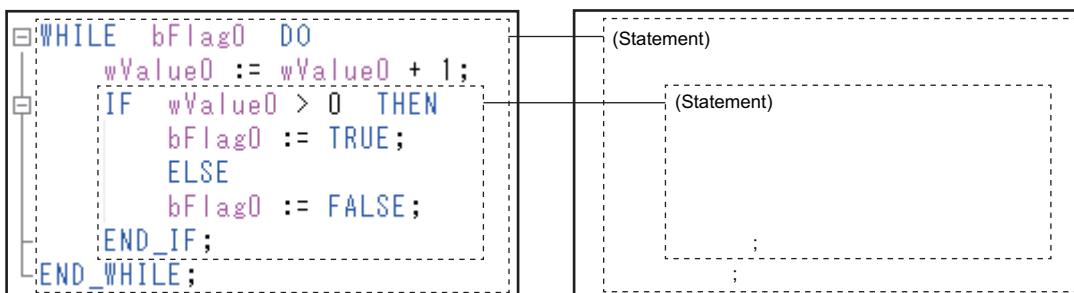 WHILE bFlag0 DO
wValue0 := wValue0 + 1;
IF wValue0 > 0 THEN
bFlag0 := TRUE;
ELSE
bFlag0 := FALSE;
END_IF;
END_WHILE;
(Statement)
(Statement)
;
;